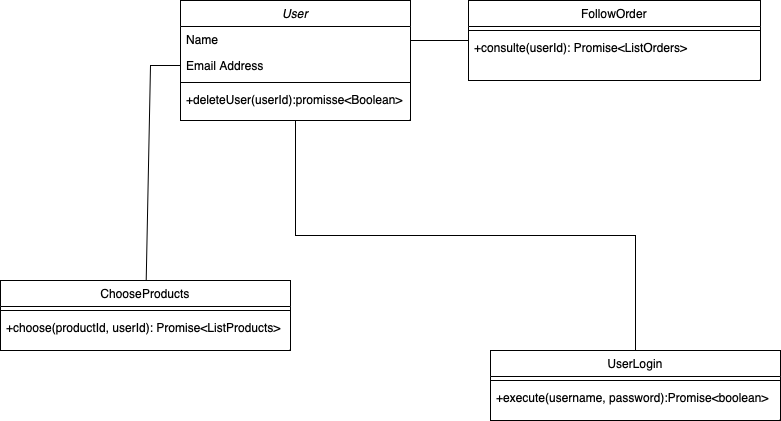 User
Name
Email Address
+deleteUser(userId):promisse<Boolean>
FollowOrder
+consulte(userId): Promise<ListOrders>
ChooseProducts
+choose(productId, userId): Promise<ListProducts>
UserLogin
+execute(username, password):Promise<boolean>